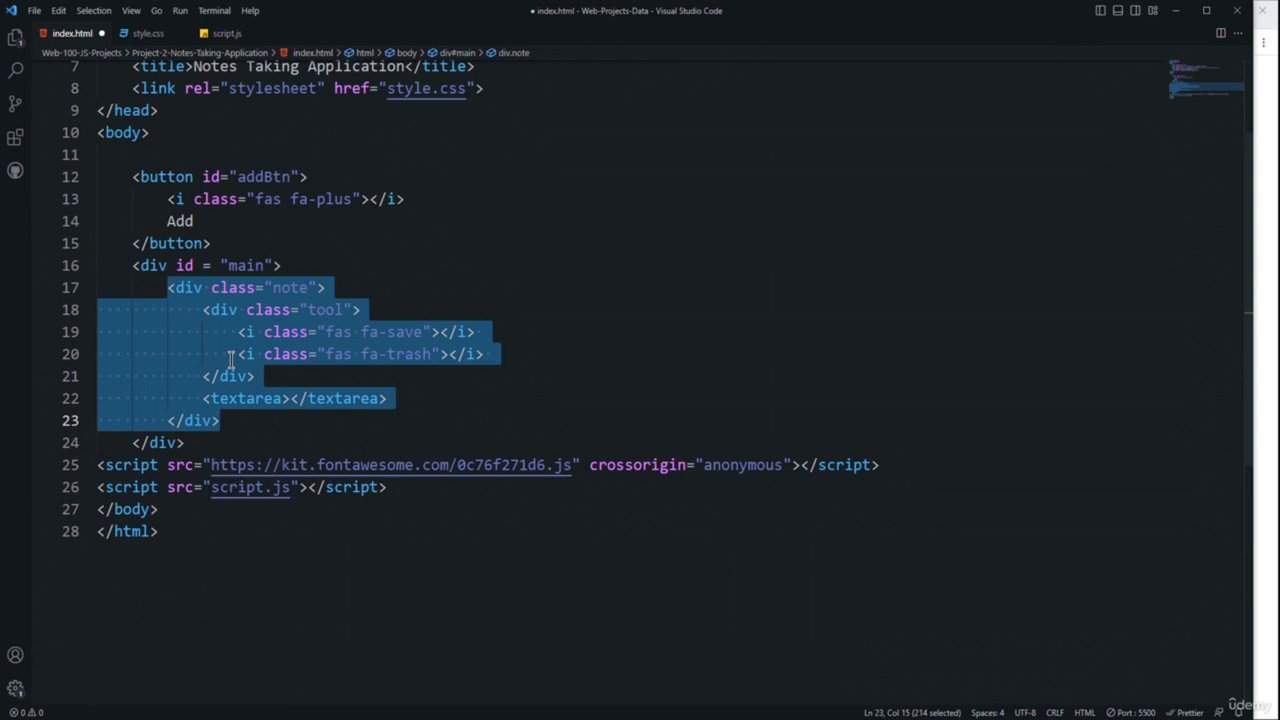 File Edit Selection View Go Run Terminal Help
● index.html - Web-Projects-Data - Visual Studio Code
index.html ● style.css script.js
Web-100-JS-Projects > Project-2-Notes-Taking-Application > index.html > html > body > div#main > div.note
7 <title>Notes Taking Application</title>
8 <link rel="stylesheet" href="style.css">
9 </head>
10 <body>
11
12 <button id="addBtn">
13 <i class="fas fa-plus"></i>
14 Add
15 </button>
16 <div id = "main">
17 <div class="note">
18 <div class="tool">
19 <i class="fas fa-save"></i>
20 <i class="fas fa-trash"></i>
21 </div>
22 <textarea></textarea>
23 </div>
24 </div>
25 <script src="https://kit.fontawesome.com/0c76f271d6.js" crossorigin="anonymous"></script>
26 <script src="script.js"></script>
27 </body>
28 </html>
0 0 Ln 23, Col 15 (214 selected) Spaces: 4 UTF-8 CRLF HTML Port : 5500 Prettier
udemy